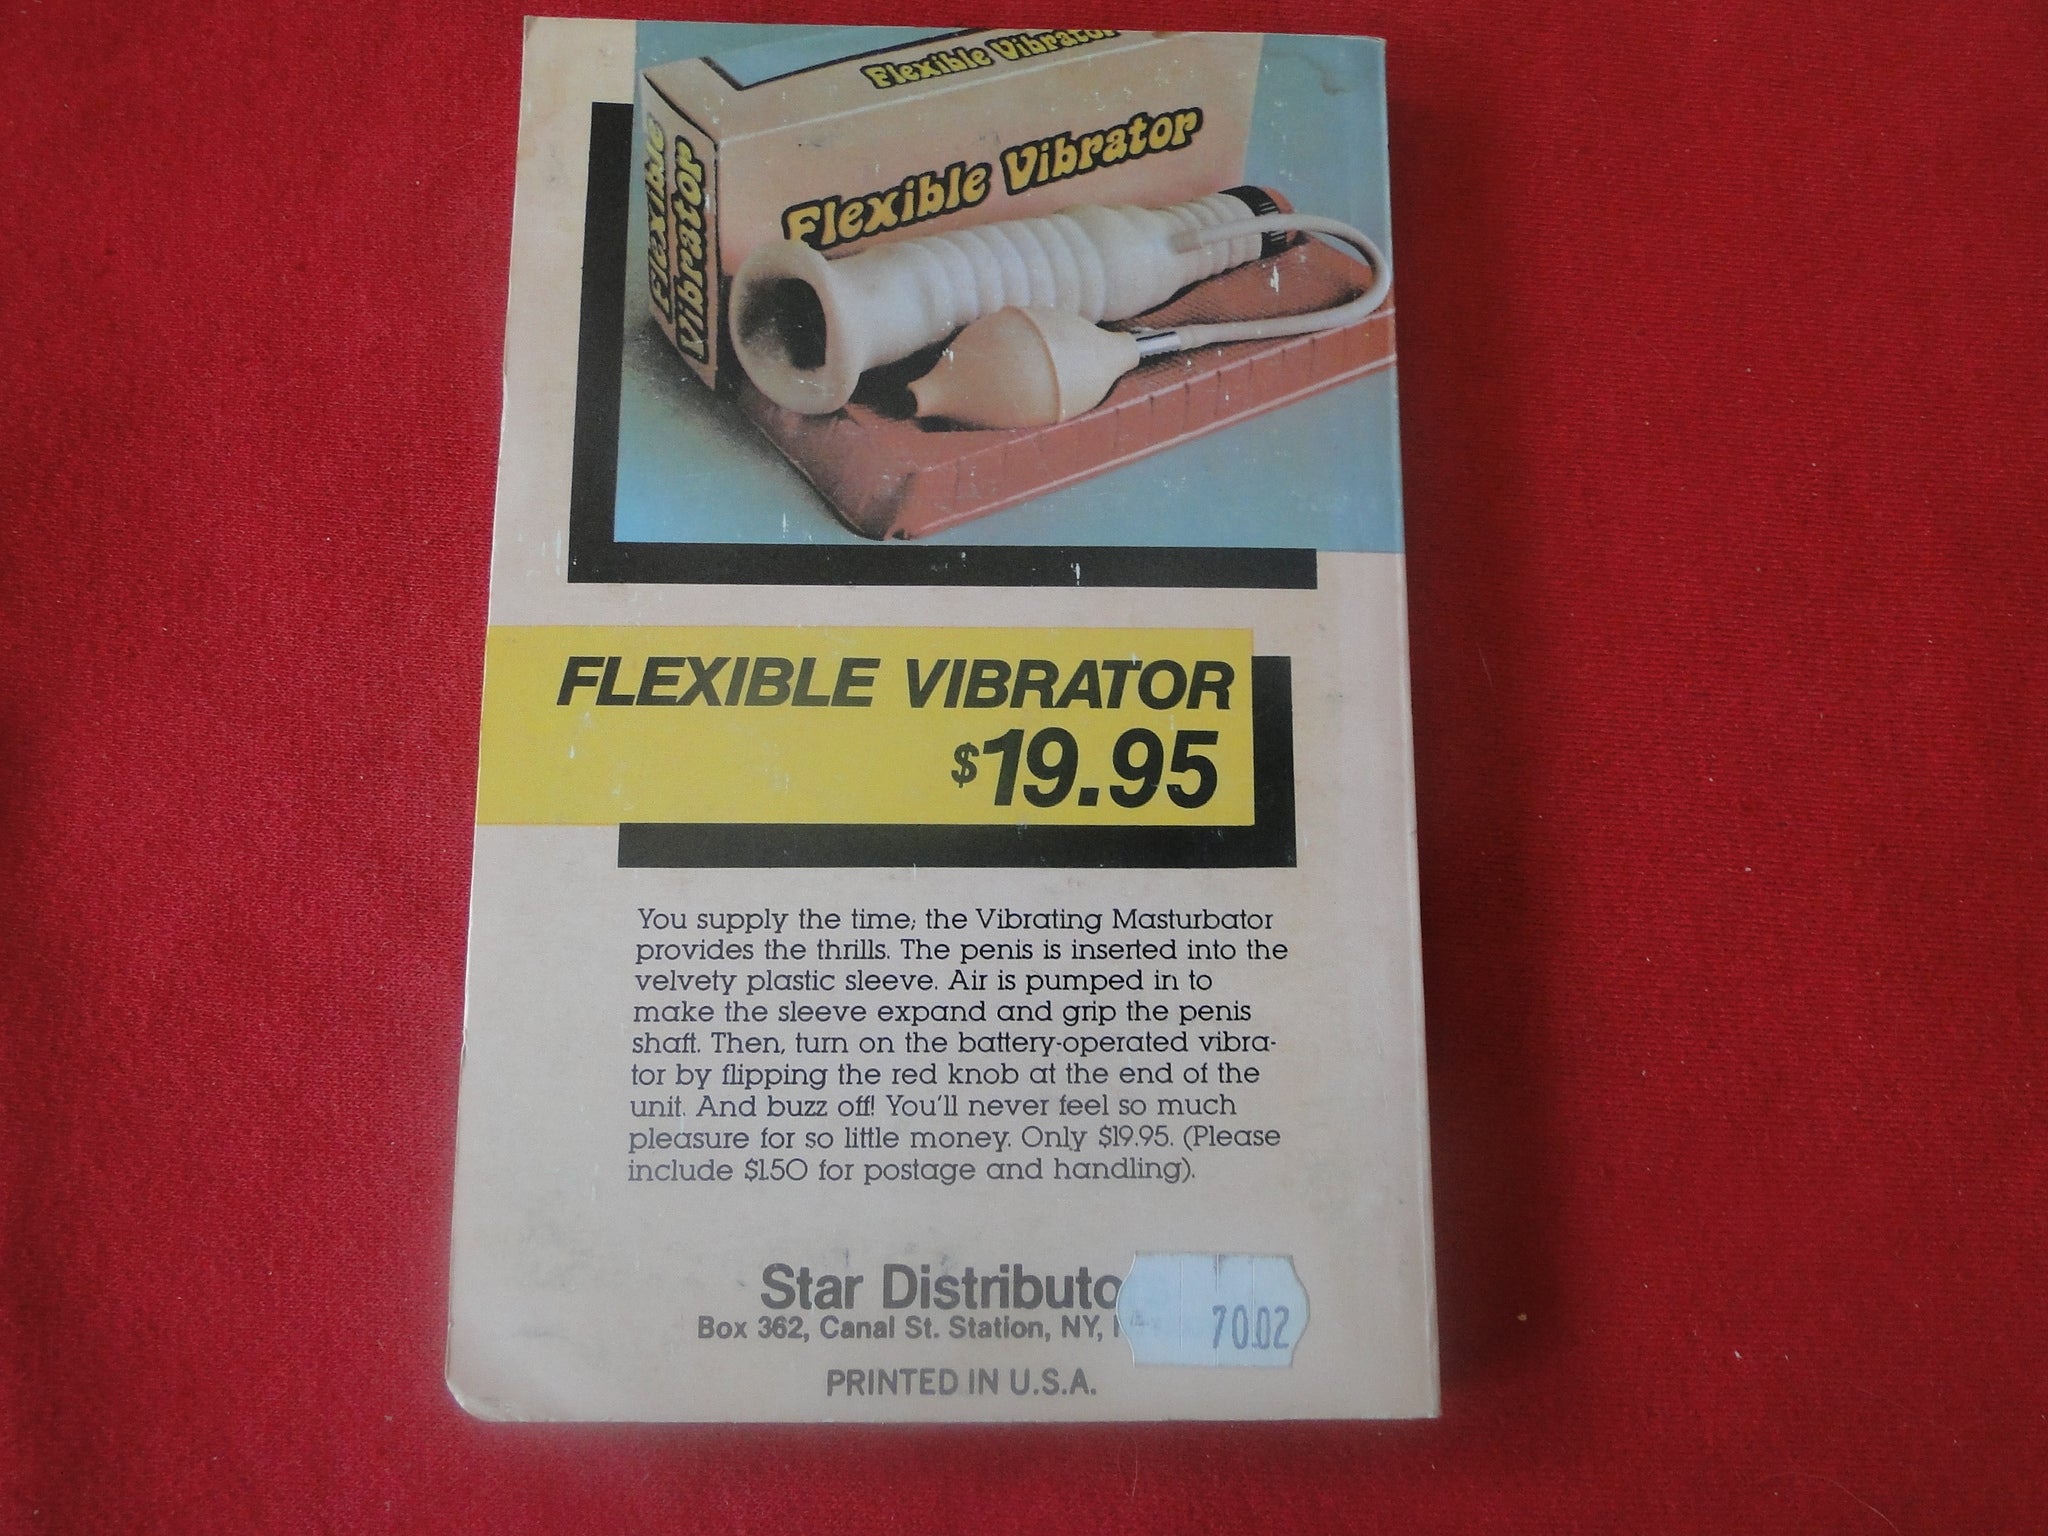 Flexible Vibrator
Flexible Vibrator
Flexible
Vibrator
FLEXIBLE VIBRATOR
$19.95
You supply the time; the Vibrating Masturbator
provides the thrills. The penis is inserted into the
velvety plastic sleeve. Air is pumped in to
make the sleeve expand and grip the penis
shaft. Then, turn on the battery-operated vibra-
tor by flipping the red knob at the end of the
unit. And buzz off! You'll never feel so much
pleasure for so little money. Only $19.95. (Please
include $1.50 for postage and handling).
Star Distributo
Box 362, Canal St. Station, NY,
7002
PRINTED IN U.S.A.